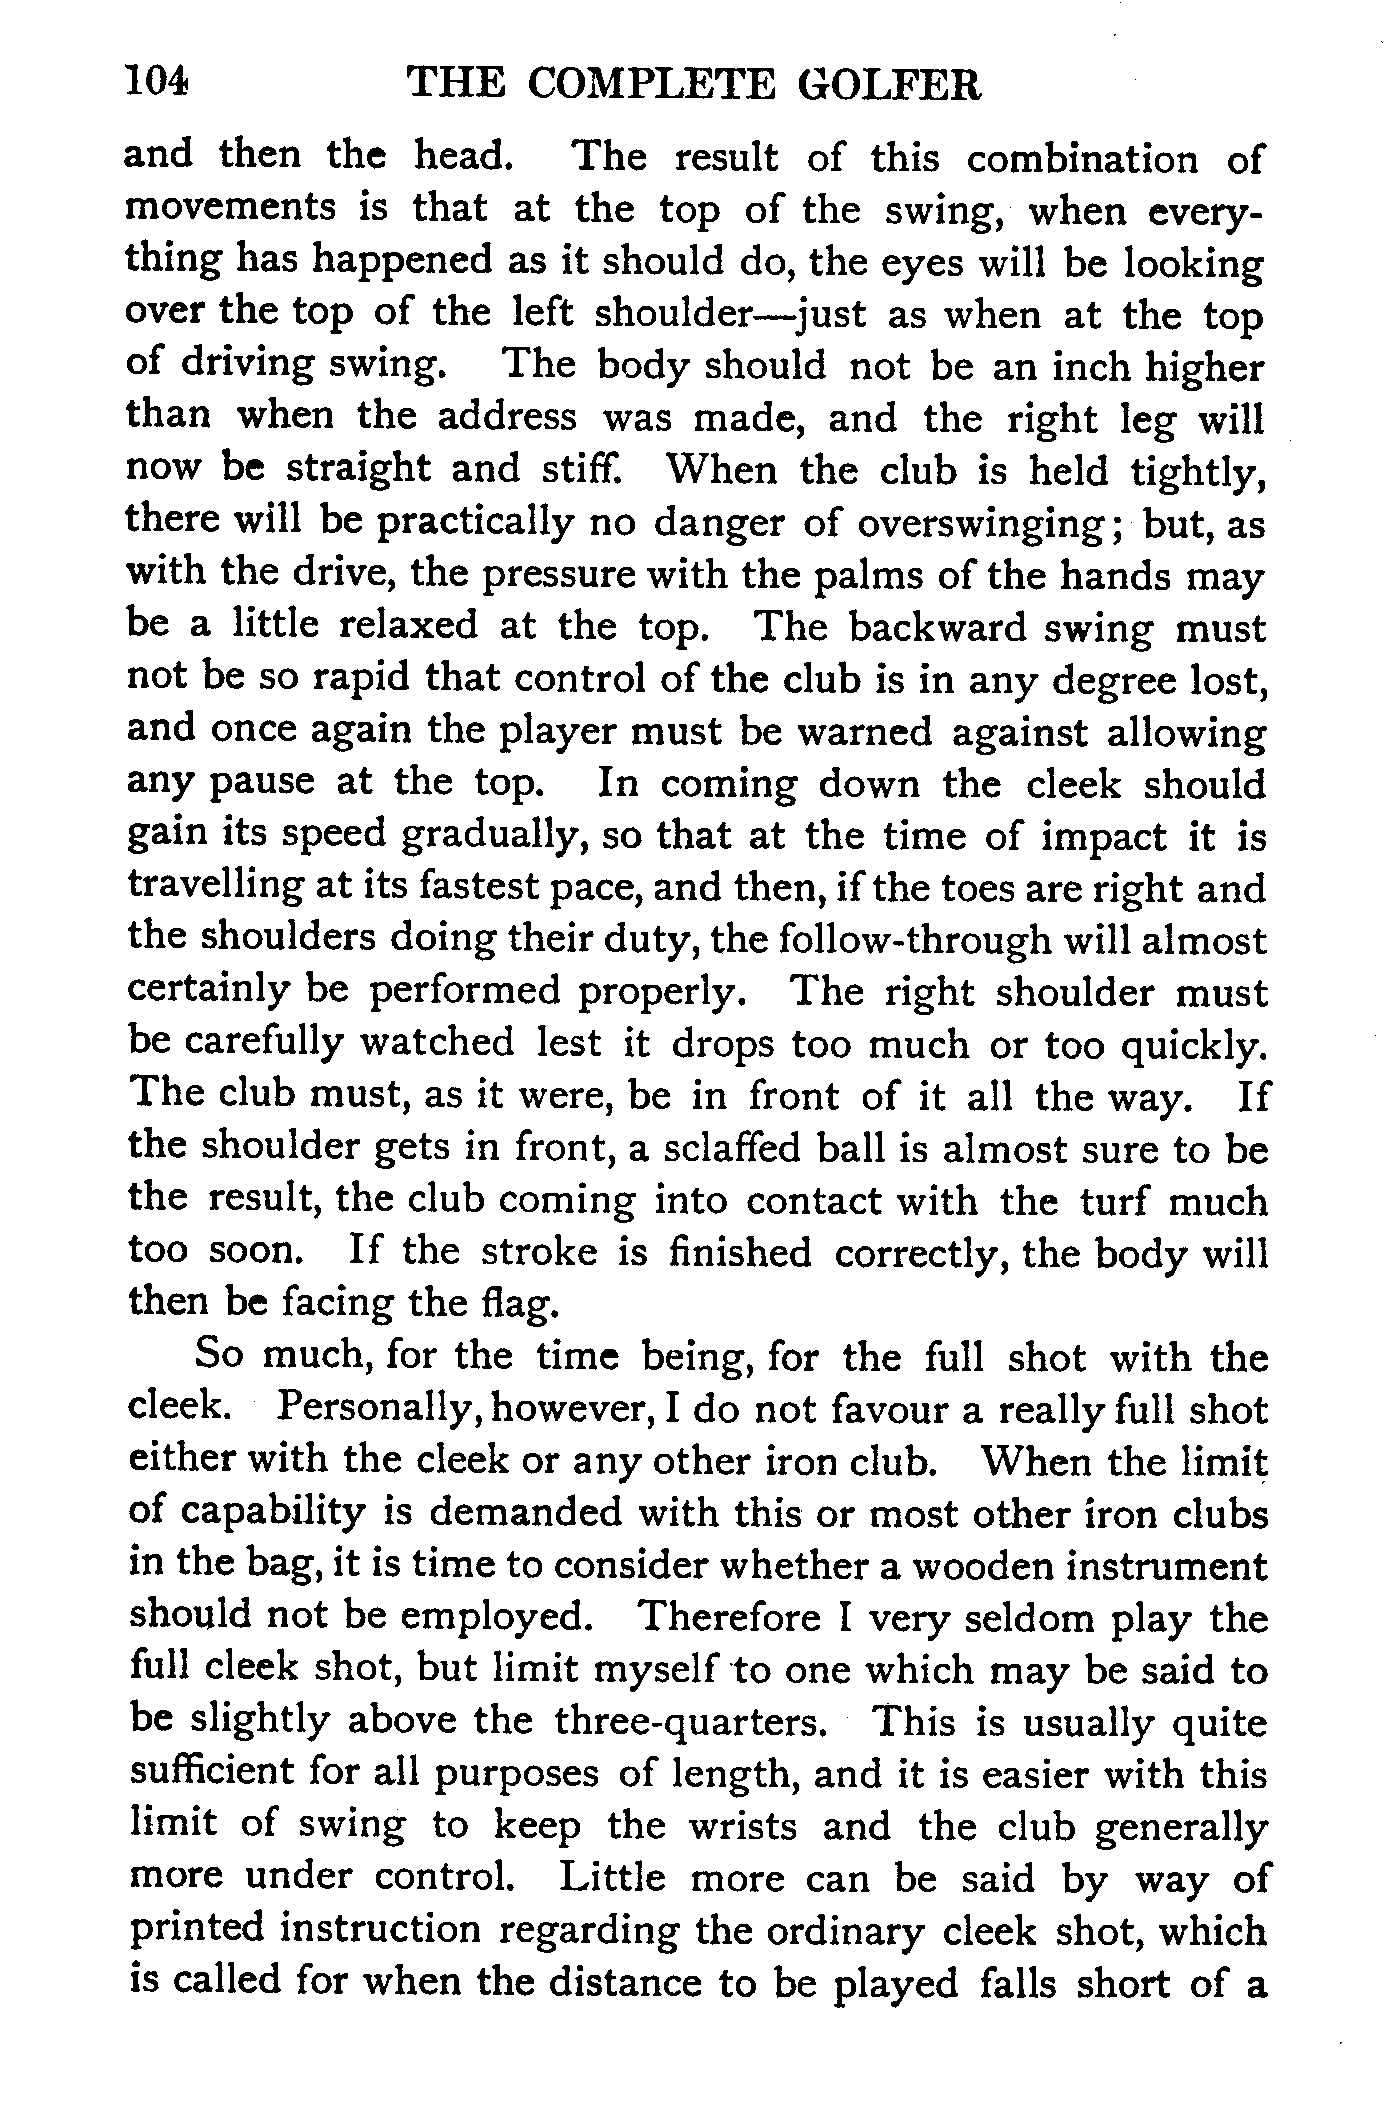 104 THE COMPLETE GOLFER
and then the head. The result of this combination of
movements is that at the top of the swing, when every-
thing has happened as it should do, the eyes will be looking
over the top of the left shoulder—just as when at the top
of driving swing. The body should not be an inch higher
than when the address was made, and the right leg will
now be straight and stiff. When the club is held tightly,
there will be practically no danger of overswinging; but, as
with the drive, the pressure with the palms of the hands may
be a little relaxed at the top. The backward swing must
not be so rapid that control of the club is in any degree lost,
and once again the player must be warned against allowing
any pause at the top. In coming down the cleek should
gain its speed gradually, so that at the time of impact it is
travelling at its fastest pace, and then, if the toes are right and
the shoulders doing their duty, the follow-through will almost
certainly be performed properly. The right shoulder must
be carefully watched lest it drops too much or too quickly.
The club must, as it were, be in front of it all the way. If
the shoulder gets in front, a sclaffed ball is almost sure to be
the result, the club coming into contact with the turf much
too soon. If the stroke is finished correctly, the body will
then be facing the flag.
So much, for the time being, for the full shot with the
cleek. Personally, however, I do not favour a really full shot
either with the cleek or any other iron club. When the limit
of capability is demanded with this or most other iron clubs
in the bag, it is time to consider whether a wooden instrument
should not be employed. Therefore I very seldom play the
full cleek shot, but limit myself to one which may be said to
be slightly above the three-quarters. This is usually quite
sufficient for all purposes of length, and it is easier with this
limit of swing to keep the wrists and the club generally
more under control. Little more can be said by way of
printed instruction regarding the ordinary cleek shot, which
is called for when the distance to be played falls short of a